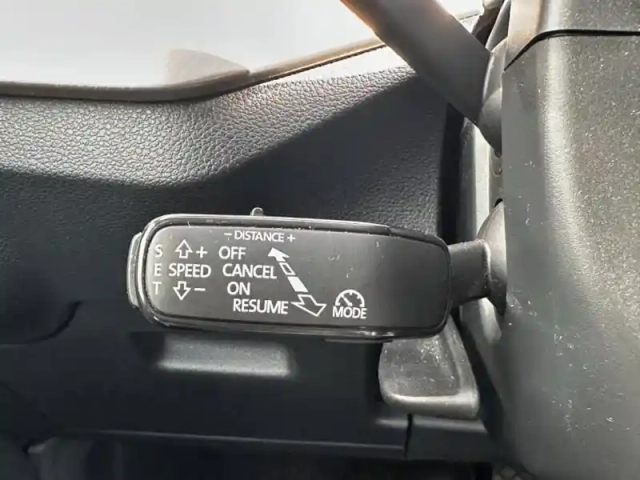 - DISTANCE +
S + OFF
E SPEED CANCEL
T - ON
RESUME MODE